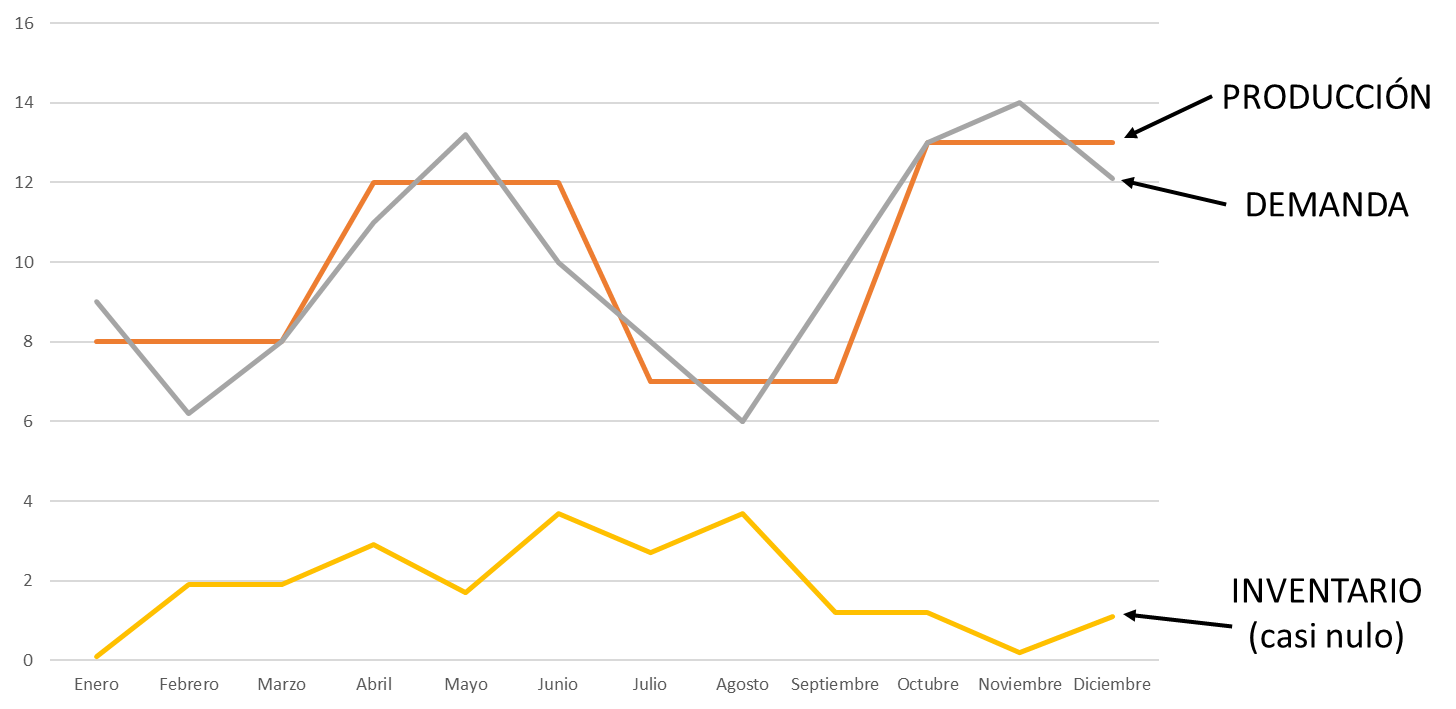 16
14
PRODUCCIÓN
12
DEMANDA
10
8
6
4
2
INVENTARIO
(casi nulo)
0
Enero Febrero Marzo Abril Mayo Junio Julio Agosto Septiembre Octubre Noviembre Diciembre